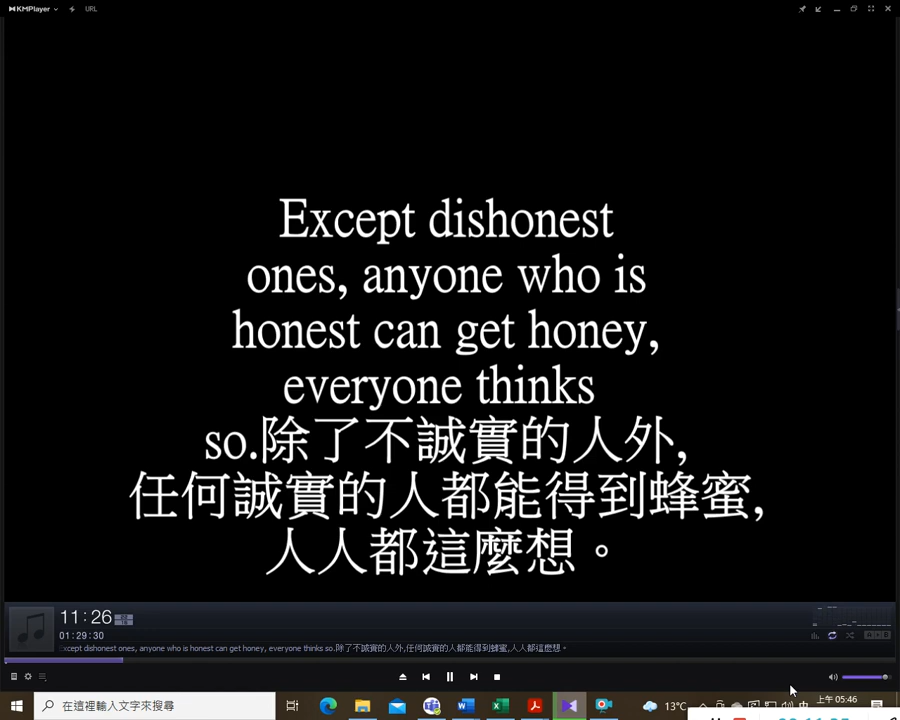 KMPlayer
URL
Except dishonest
ones, anyone who is
honest can get honey,
everyone thinks
so.除了不誠實的人外,
任何誠實的人都能得到蜂蜜,
人人都這麼想。
11:26
01:29:30
xcept dishonest ones, anyone who is honest can get honey, everyone thinks so.除了不誠實的人外,任何誠實的人都能得到蜂蜜,人人都這麼想。
在這裡輸入文字來搜尋
13°C
中
上午 05:46